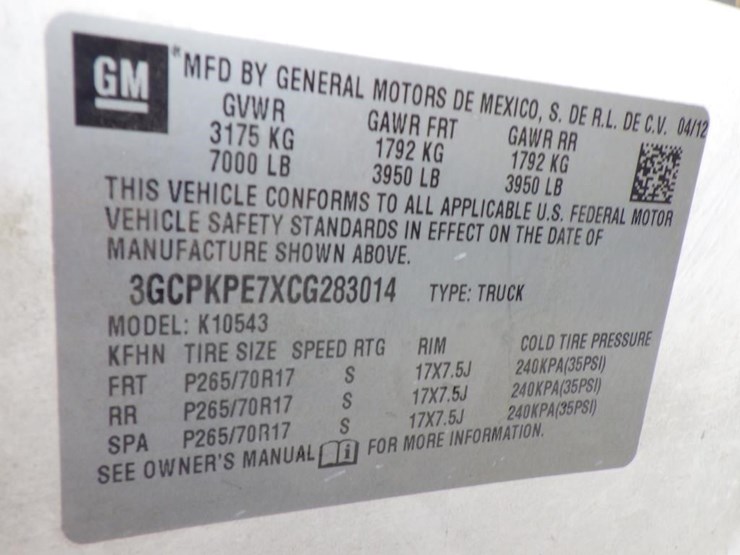 GM
®MFD BY GENERAL MOTORS DE MEXICO, S. DE R.L. DE C.V. 04/12
GVWR GAWR FRT GAWR RR
3175 KG 1792 KG 1792 KG
7000 LB 3950 LB 3950 LB
THIS VEHICLE CONFORMS TO ALL APPLICABLE U.S. FEDERAL MOTOR
VEHICLE SAFETY STANDARDS IN EFFECT ON THE DATE OF
MANUFACTURE SHOWN ABOVE.
3GCPKPE7XCG283014 TYPE: TRUCK
MODEL: K10543
KFHN TIRE SIZE SPEED RTG RIM COLD TIRE PRESSURE
FRT P265/70R17 S 17X7.5J 240KPA(35PSI)
RR P265/70R17 S 17X7.5J 240KPA(35PSI)
SPA P265/70R17 S 17X7.5J 240KPA(35PSI)
SEE OWNER'S MANUAL i FOR MORE INFORMATION.